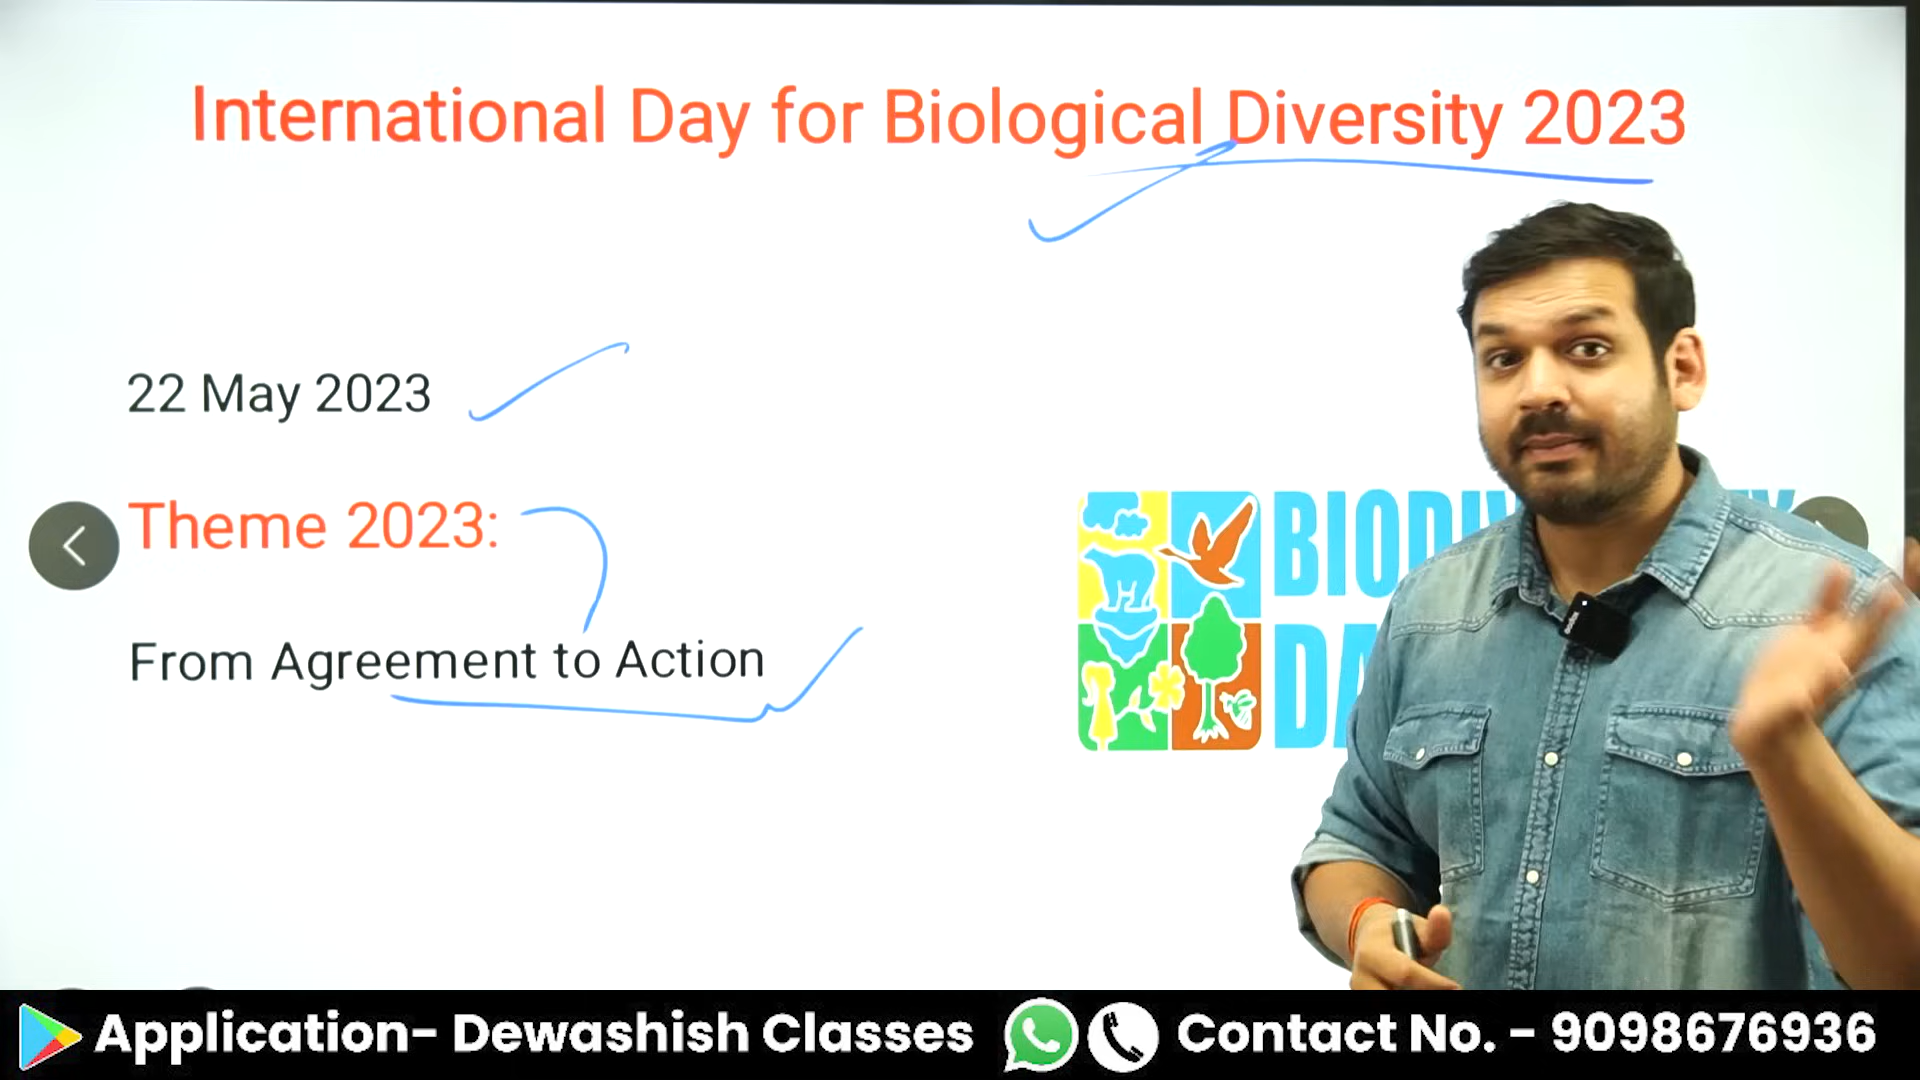 International Day for Biological Diversity 2023
22 May 2023
Theme 2023:
From Agreement to Action
DA
Application- Dewashish Classes
Contact No. - 9098676936